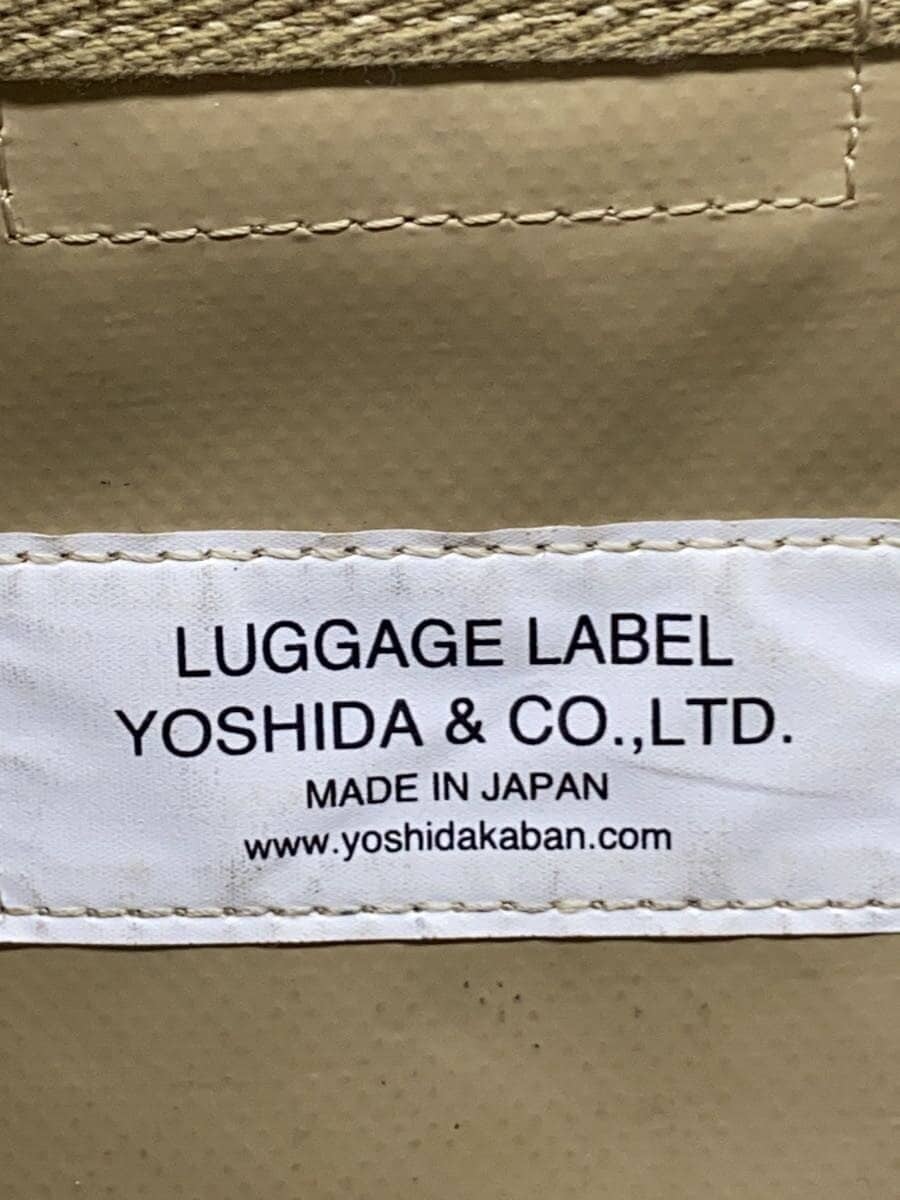 LUGGAGE LABEL
YOSHIDA & CO.,LTD.
MADE IN JAPAN
www.yoshidakaban.com